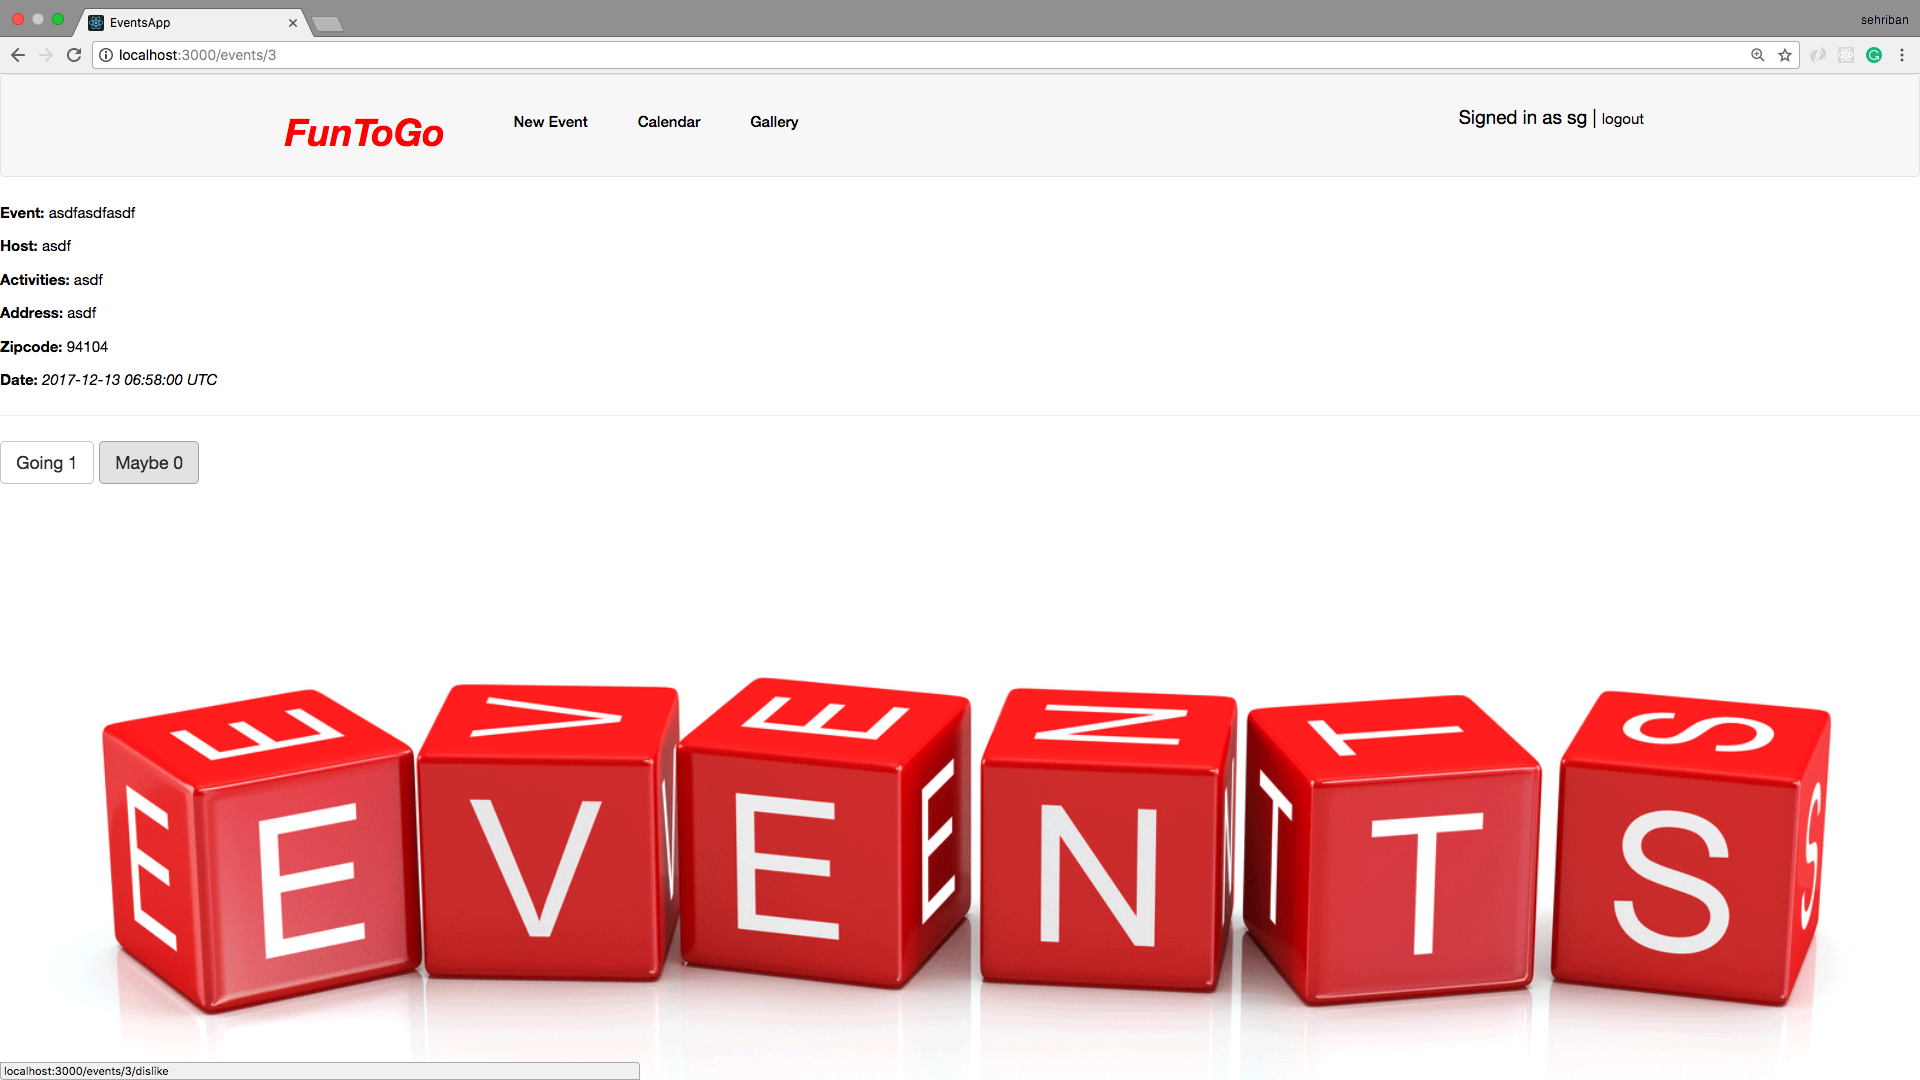 EventsApp
sehriban
localhost:3000/events/3
FunToGo
New Event
Calendar
Gallery
Signed in as sg | logout
Event: asdfasdfasdf
Host: asdf
Activities: asdf
Address: asdf
Zipcode: 94104
Date: 2017-12-13 06:58:00 UTC
Going 1
Maybe 0
E V E N T S
E E V V E E N N T T S S
localhost:3000/events/3/dislike